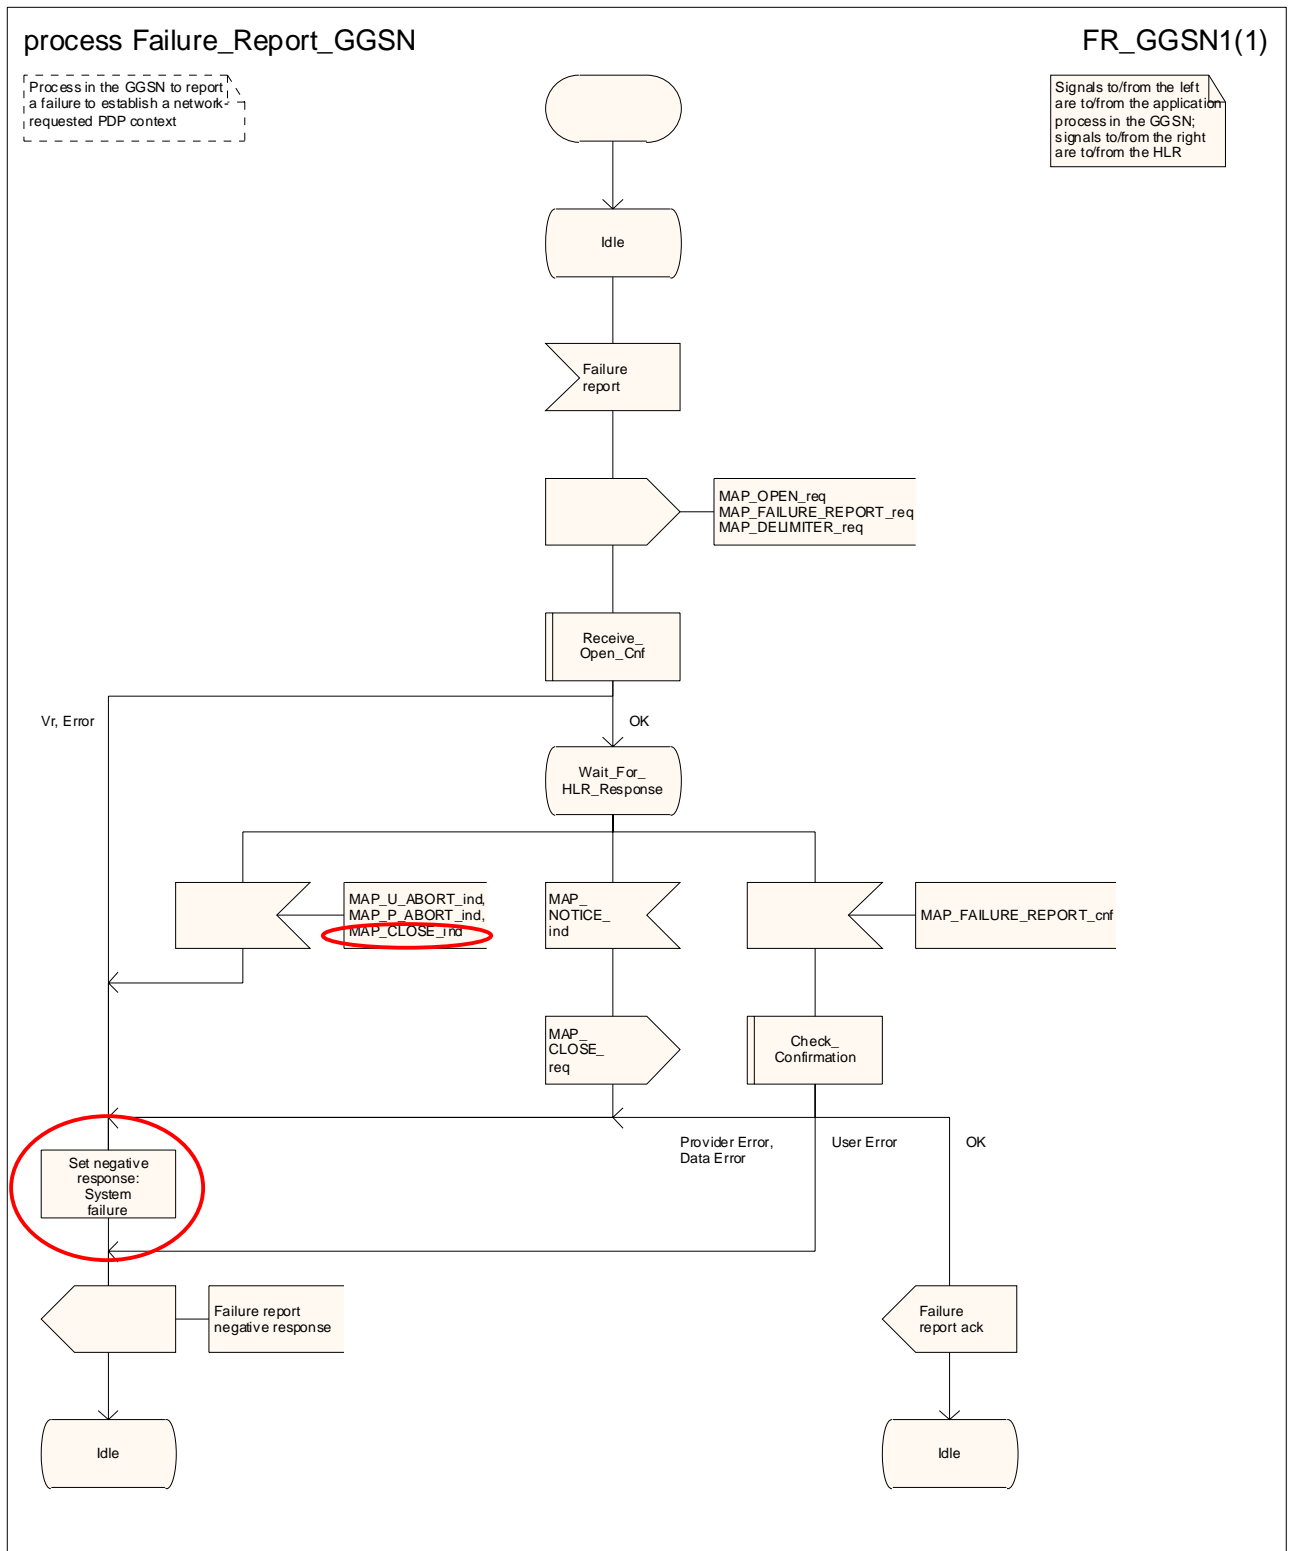 process Failure_Report_GGSN
FR_GGSN1(1)
Process in the GGSN to report
a failure to establish a network-
requested PDP context
Signals to/from the left
are to/from the application
process in the GGSN;
signals to/from the right
are to/from the HLR
Idle
Failure
report
MAP_OPEN_req
MAP_FAILURE_REPORT_req
MAP_DELIMITER_req
Receive_
Open_Cnf
Vr, Error
OK
Wait_For_
HLR_Response
MAP_U_ABORT_ind,
MAP_P_ABORT_ind,
MAP_CLOSE_ind
MAP_
NOTICE_
ind
MAP_FAILURE_REPORT_cnf
MAP_
CLOSE_
req
Check_
Confirmation
Provider Error,
Data Error
User Error
OK
Set negative
response:
System
failure
Failure report
negative response
Failure
report ack
Idle
Idle